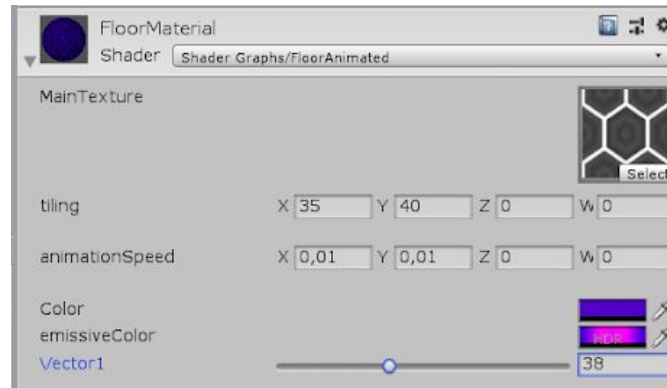 FloorMaterial
Shader Shader Graphs/FloorAnimated
MainTexture
Select
tiling X 35 Y 40 Z 0 W 0
animationSpeed X 0,01 Y 0,01 Z 0 W 0
Color
emissiveColor HDR
Vector1 38